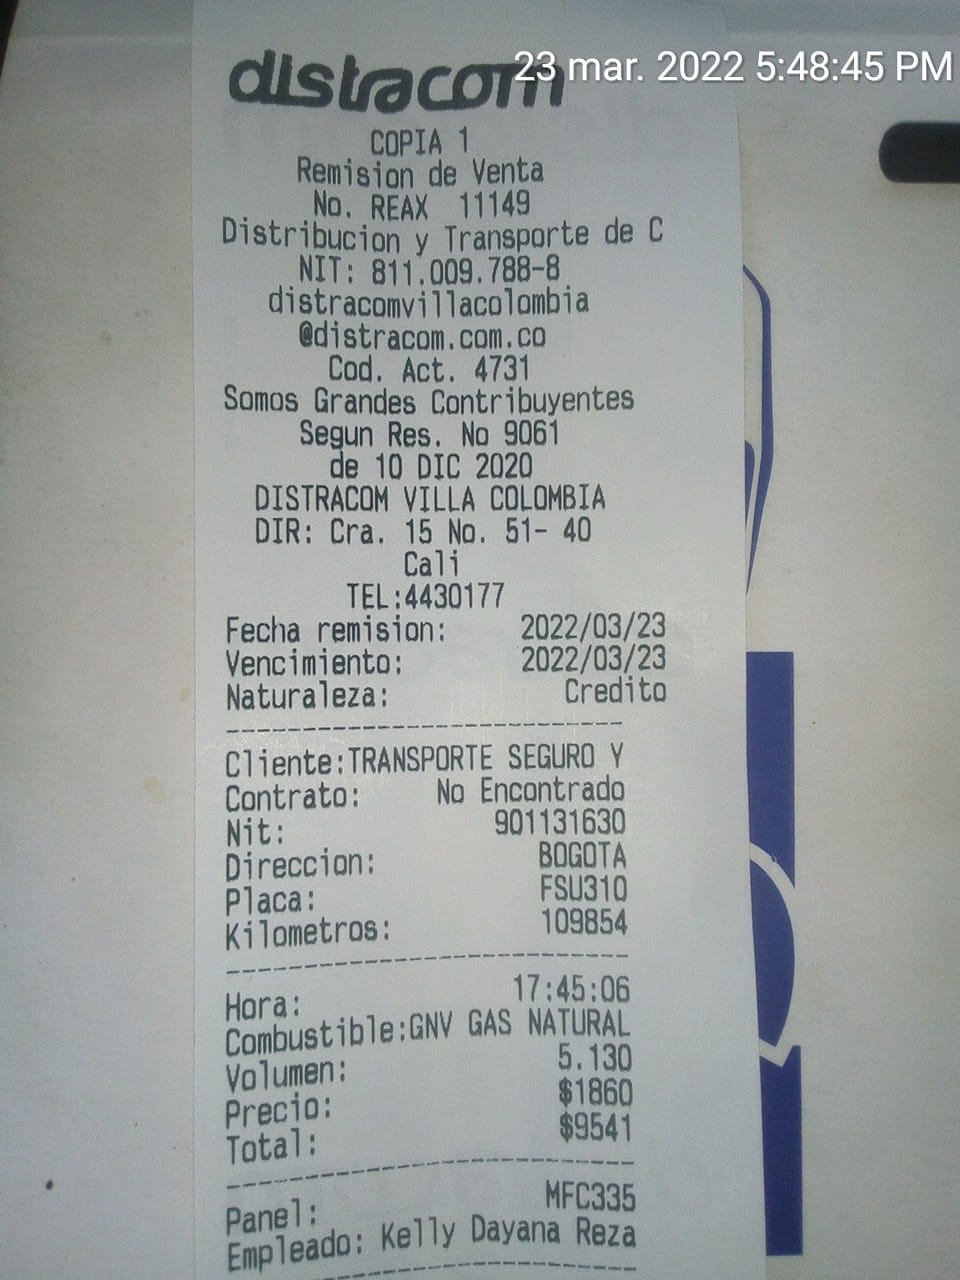 distracom
23 mar. 2022 5:48:45 PM
COPIA 1
Remision de Venta
No. REAX 11149
Distribucion y Transporte de C
NIT: 811.009.788-8
distracomvillacolombia
@distracom.com.co
Cod. Act. 4731
Somos Grandes Contribuyentes
Segun Res. No 9061
de 10 DIC 2020
DISTRACOM VILLA COLOMBIA
DIR: Cra. 15 No. 51- 40
Cali
TEL:4430177
Fecha remision: 2022/03/23
Vencimiento: 2022/03/23
Naturaleza: Credito
Cliente:TRANSPORTE SEGURO Y
Contrato: No Encontrado
Nit: 901131630
Direccion: BOGOTA
Placa: FSU310
Kilometros: 109854
Hora: 17:45:06
Combustible:GNV GAS NATURAL
Volumen: 5.130
Precio: $1860
Total: $9541
Panel: MFC335
Empleado: Kelly Dayana Reza